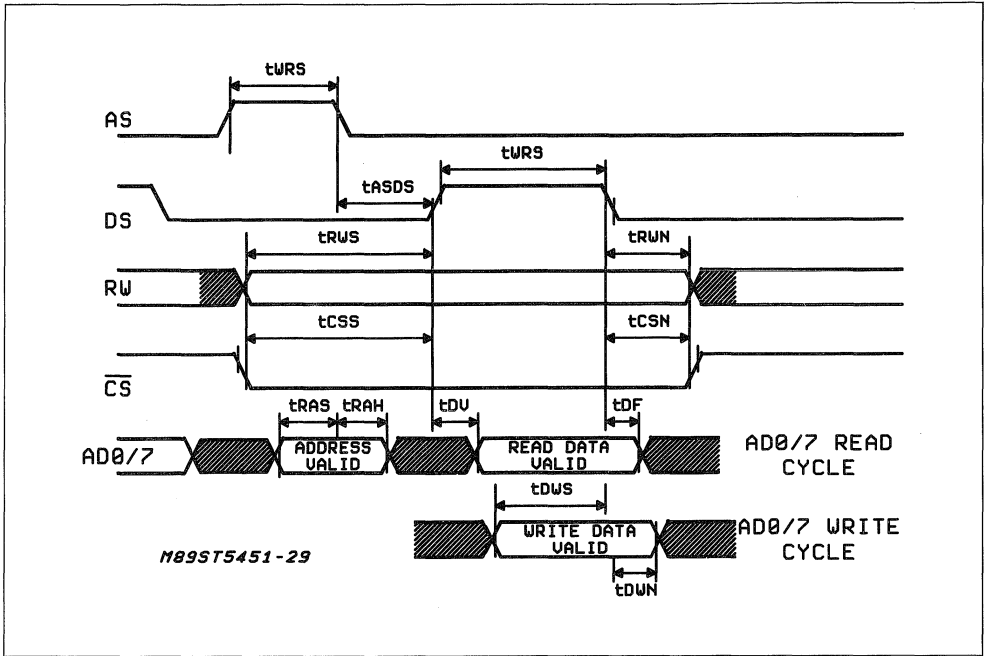 tWRS
AS
tWRS
tASDS
DS
tRWS
tRWN
RW
tCSS
tCSN
CS
tRAS tRAH
tDV
tDF
AD0/7
ADDRESS VALID
READ DATA VALID
AD0/7 READ CYCLE
tDWS
WRITE DATA VALID
AD0/7 WRITE CYCLE
M89ST5451-29
tDWN